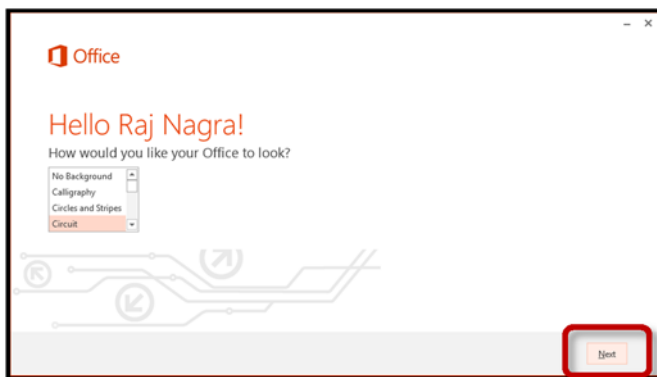 Office
Hello Raj Nagra!
How would you like your Office to look?
No Background
Calligraphy
Circles and Stripes
Circuit
Next